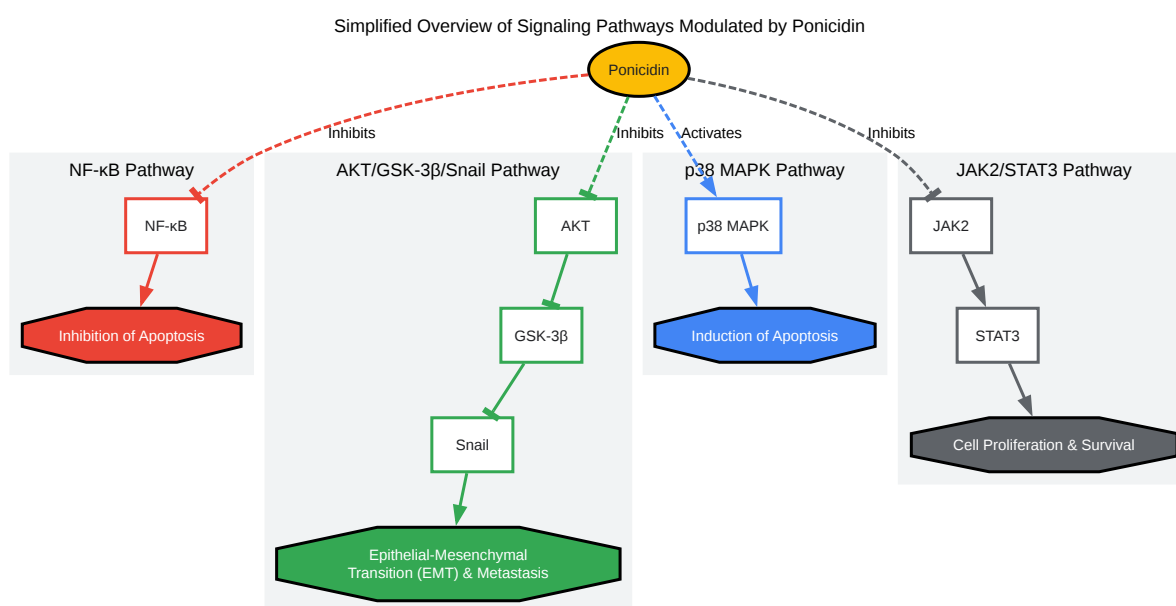 Simplified Overview of Signaling Pathways Modulated by Ponicidin
Ponicidin
Inhibits
Inhibits
Activates
Inhibits
NF-κB Pathway
AKT/GSK-3β/Snail Pathway
p38 MAPK Pathway
JAK2/STAT3 Pathway
NF-κB
AKT
p38 MAPK
JAK2
Inhibition of Apoptosis
GSK-3β
Induction of Apoptosis
STAT3
Snail
Cell Proliferation & Survival
Epithelial-Mesenchymal
Transition (EMT) & Metastasis